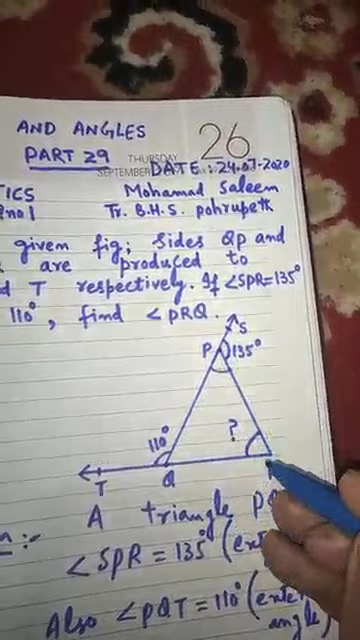 AND ANGLES
PART 29
26
THURSDAY
SEPTEMBER
DATE :24-07-2020
Mohamad Saleem
Tr. B.H.S. pohrupeth
given fig; Sides QP and
are produced to
T respectively. If ∠SPR=135°
110°, find ∠PRQ.
S
P 135°
110° ?
T Q
A triangle PQ
:-
∠SPR = 135° (ext
Also ∠PQT = 110° (exte
angle)